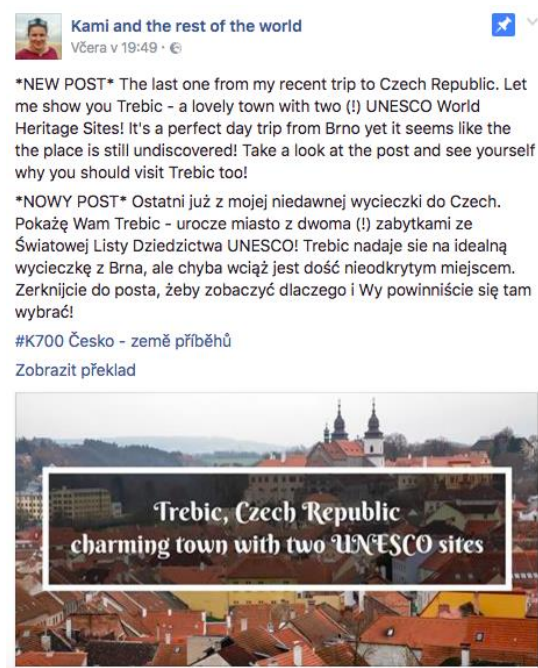 Kami and the rest of the world
Včera v 19:49 ·
*NEW POST* The last one from my recent trip to Czech Republic. Let
me show you Trebic - a lovely town with two (!) UNESCO World
Heritage Sites! It's a perfect day trip from Brno yet it seems like the
the place is still undiscovered! Take a look at the post and see yourself
why you should visit Trebic too!
*NOWY POST* Ostatni już z mojej niedawnej wycieczki do Czech.
Pokażę Wam Trebic - urocze miasto z dwoma (!) zabytkami ze
Światowej Listy Dziedzictwa UNESCO! Trebic nadaje sie na idealną
wycieczkę z Brna, ale chyba wciąż jest dość nieodkrytym miejscem.
Zerknijcie do posta, żeby zobaczyć dlaczego i Wy powinniście się tam
wybrać!
#K700 Česko - země příběhů
Zobrazit překlad
Trebic, Czech Republic
charming town with two UNESCO sites